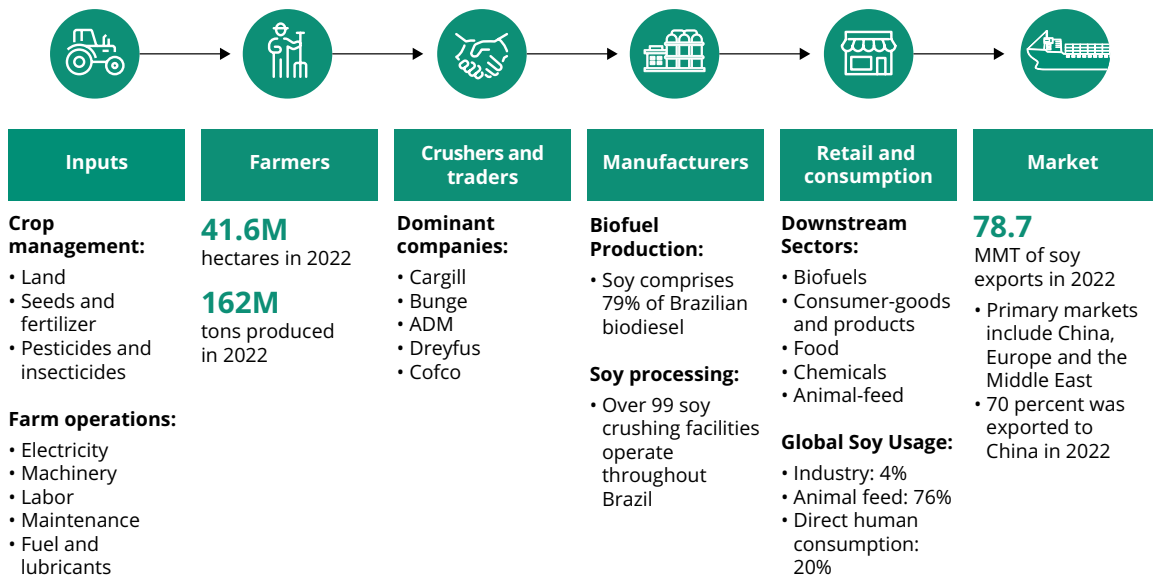 Inputs
Crop
management:
• Land
• Seeds and
fertilizer
• Pesticides and
insecticides
Farm operations:
• Electricity
• Machinery
• Labor
• Maintenance
• Fuel and
lubricants
Farmers
41.6M
hectares in 2022
162M
tons produced
in 2022
Crushers and
traders
Dominant
companies:
• Cargill
• Bunge
• ADM
• Dreyfus
• Cofco
Manufacturers
Biofuel
Production:
• Soy comprises
79% of Brazilian
biodiesel
Soy processing:
• Over 99 soy
crushing facilities
operate
throughout
Brazil
Retail and
consumption
Downstream
Sectors:
• Biofuels
• Consumer-goods
and products
• Food
• Chemicals
• Animal-feed
Global Soy Usage:
• Industry: 4%
• Animal feed: 76%
• Direct human
consumption:
20%
Market
78.7
MMT of soy
exports in 2022
• Primary markets
include China,
Europe and the
Middle East
• 70 percent was
exported to
China in 2022